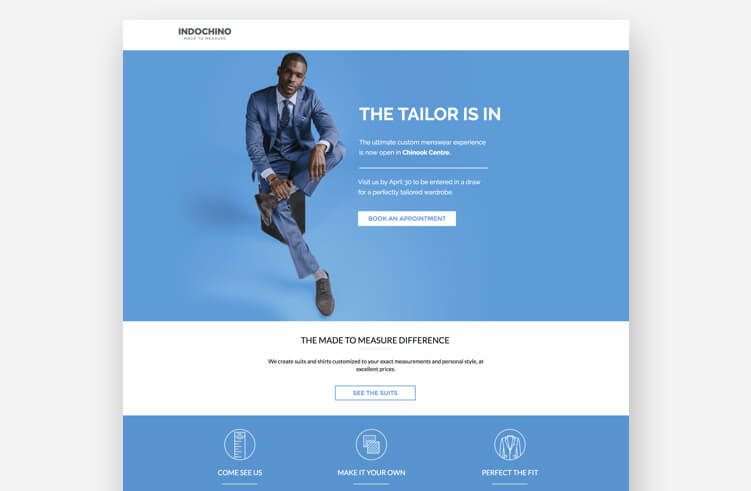 INDOCHINO
MADE TO MEASURE
THE TAILOR IS IN
The ultimate custom menswear experience
is now open in Chinook Centre.
Visit us by April 30 to be entered in a draw
for a perfectly tailored wardrobe.
BOOK AN APPOINTMENT
THE MADE TO MEASURE DIFFERENCE
We create suits and shirts customized to your exact measurements and personal style, at
excellent prices.
SEE THE SUITS
COME SEE US
MAKE IT YOUR OWN
PERFECT THE FIT